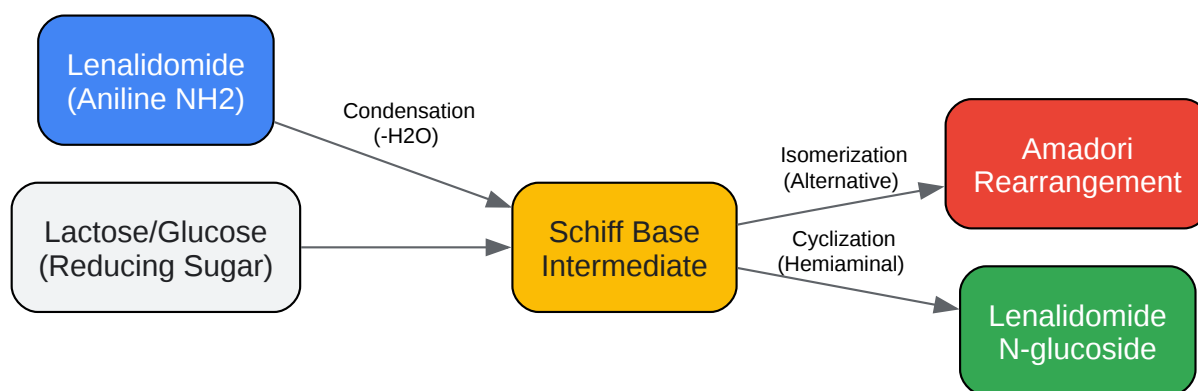 Lenalidomide
(Aniline NH2)
Condensation
(-H2O)
Lactose/Glucose
(Reducing Sugar)
Schiff Base
Intermediate
Isomerization
(Alternative)
Amadori
Rearrangement
Cyclization
(Hemiaminal)
Lenalidomide
N-glucoside